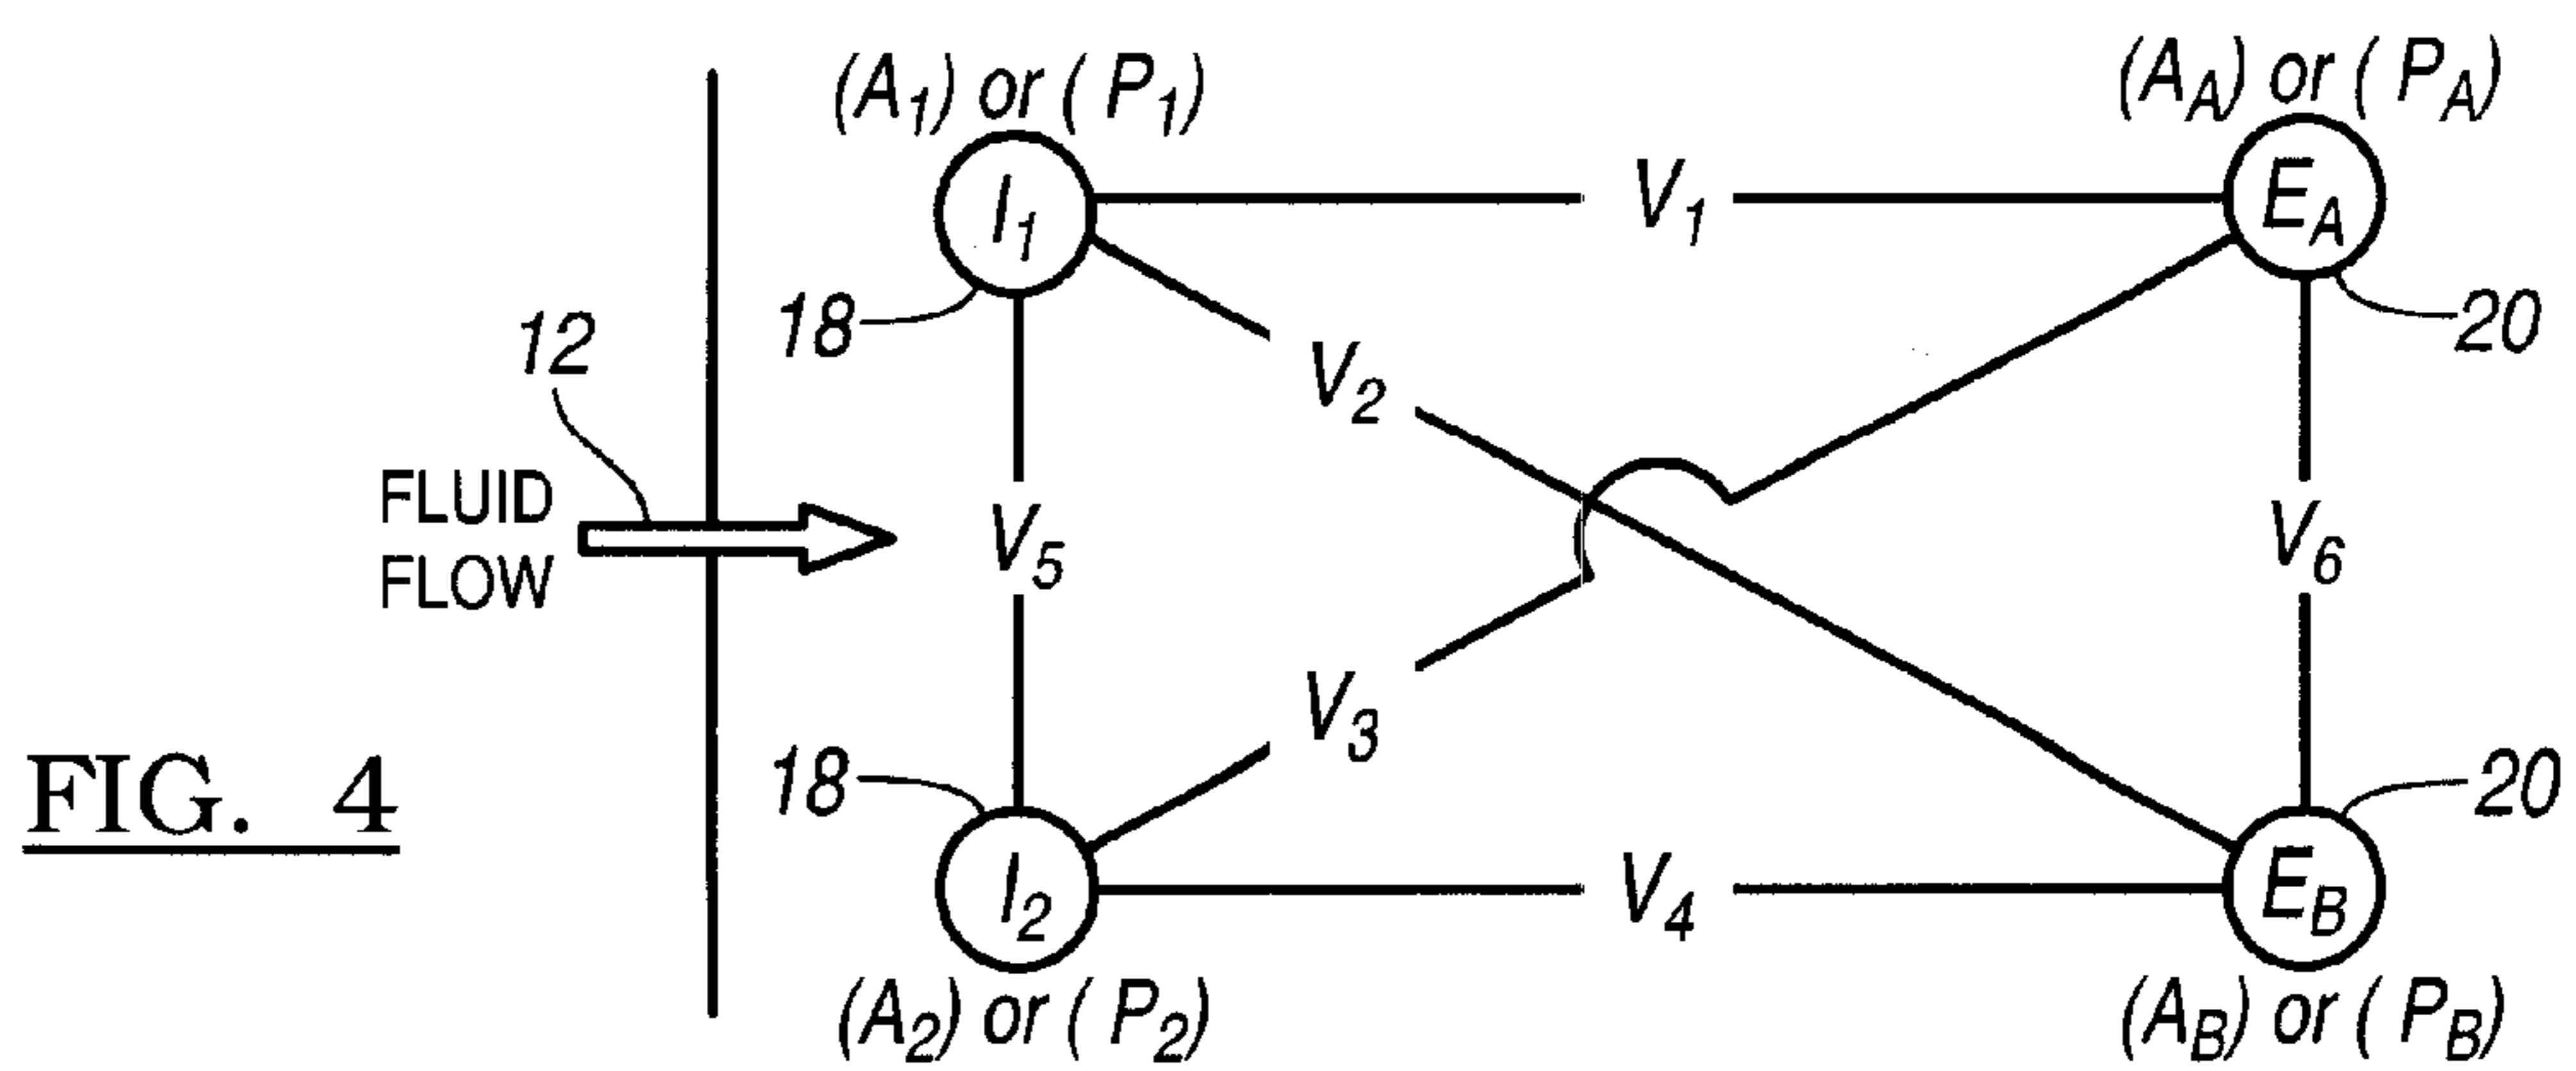 (A1) or ( P1)
(AA) or ( PA)
I1
V1
EA
18
20
12
V2
FLUID
FLOW
V5
V6
V3
FIG. 4
18
20
I2
V4
EB
(A2) or ( P2)
(AB) or ( PB)